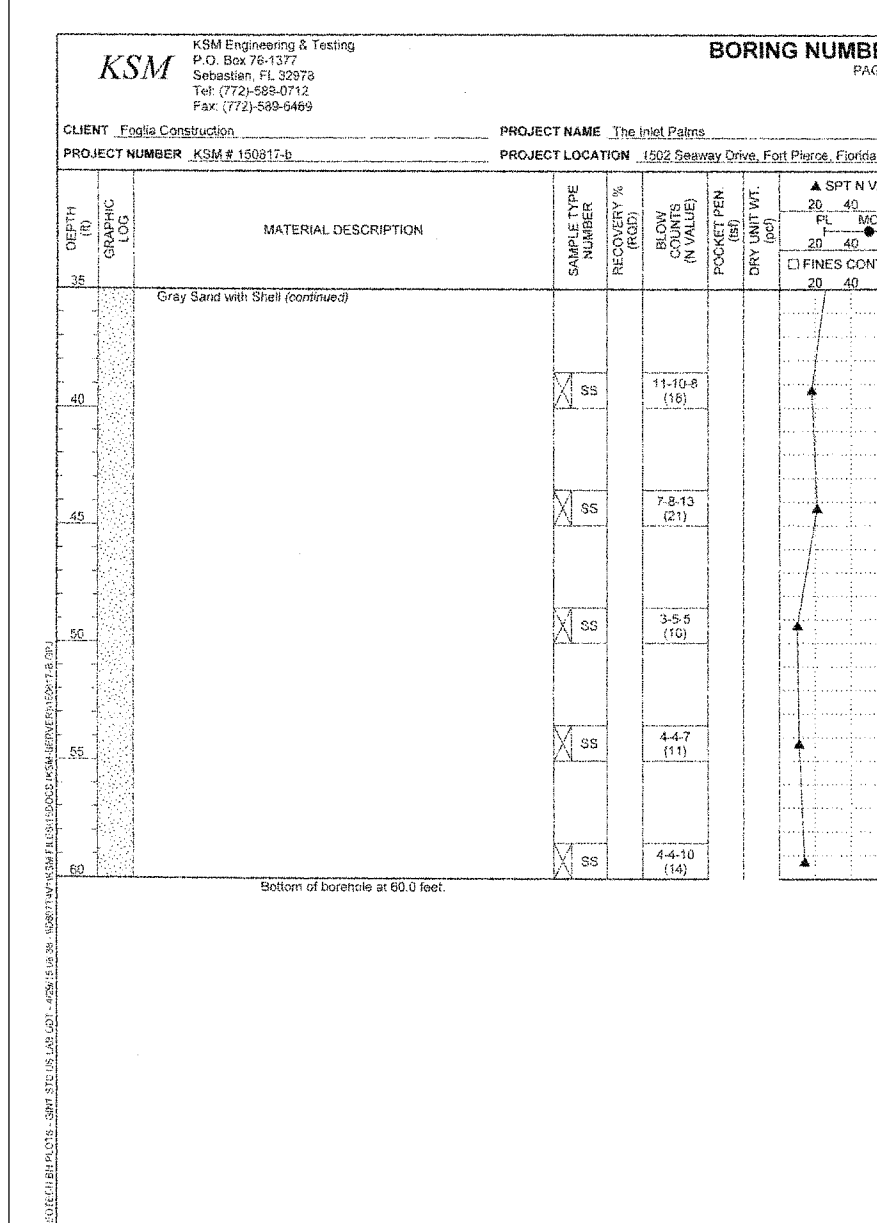 KSM
KSM Engineering & Testing
P.O. Box 78-1377
Sebastian, FL 32978
Tel: (772)-589-0712
Fax: (772)-589-6469
BORING NUMBE
PAG
CLIENT Foglia Construction
PROJECT NAME The Inlet Palms
PROJECT NUMBER KSM # 150817-b
PROJECT LOCATION 1502 Seaway Drive, Fort Pierce, Florida
DEPTH (ft)
GRAPHIC LOG
MATERIAL DESCRIPTION
SAMPLE TYPE NUMBER
RECOVERY % (RQD)
BLOW COUNTS (N VALUE)
POCKET PEN. (tsf)
DRY UNIT WT. (pcf)
▲ SPT N V
20 40
PL MC
20 40
☐ FINES CONT
20 40
35
Gray Sand with Shell (continued)
40
SS
11-10-8
(18)
45
SS
7-8-13
(21)
50
SS
3-5-5
(10)
55
SS
4-4-7
(11)
60
SS
4-4-10
(14)
Bottom of borehole at 60.0 feet.